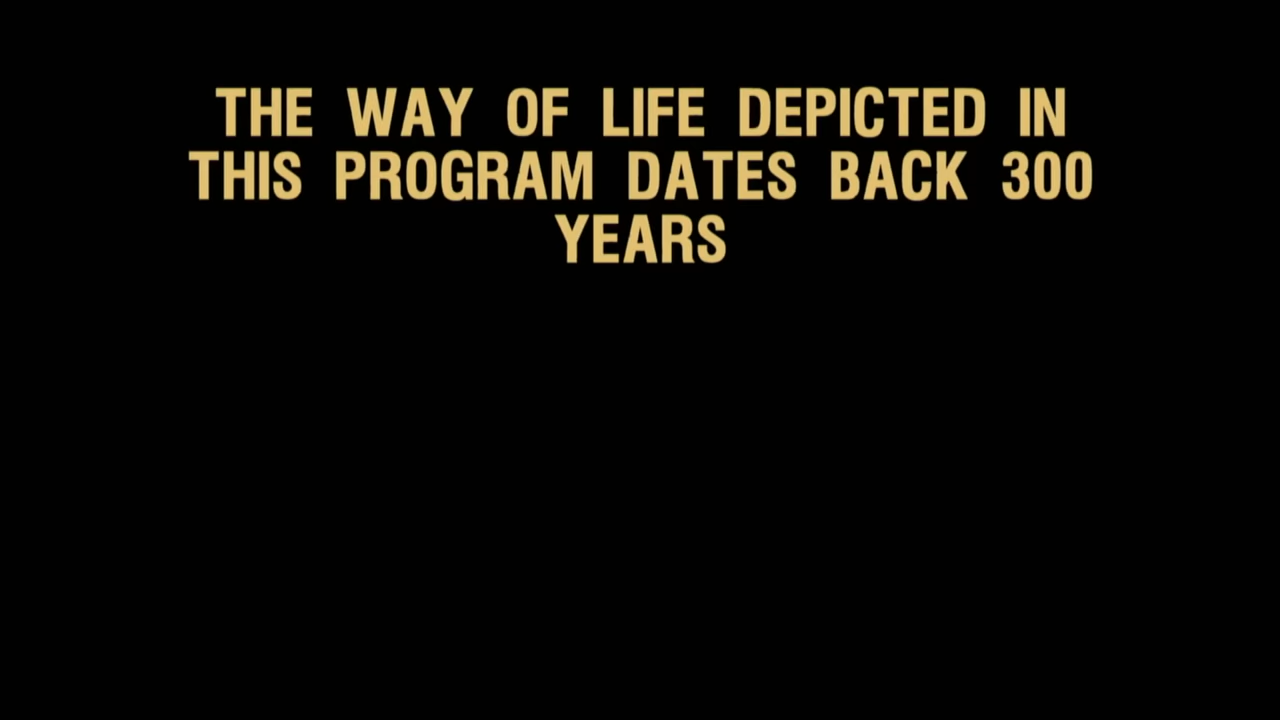 THE WAY OF LIFE DEPICTED IN
THIS PROGRAM DATES BACK 300
YEARS